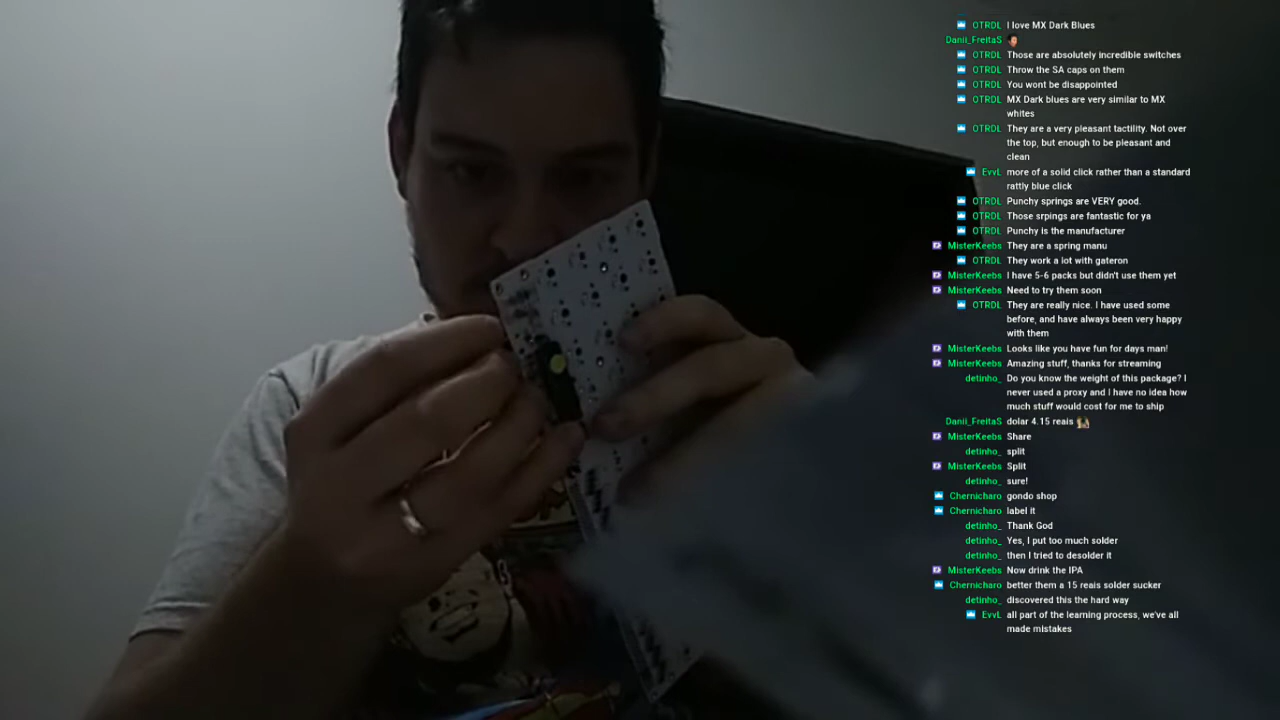 OTRDL I love MX Dark Blues
Danii_FreitaS
OTRDL Those are absolutely incredible switches
OTRDL Throw the SA caps on them
OTRDL You wont be disappointed
OTRDL MX Dark blues are very similar to MX
whites
OTRDL They are a very pleasant tactility. Not over
the top, but enough to be pleasant and
clean
EvvL more of a solid click rather than a standard
rattly blue click
OTRDL Punchy springs are VERY good.
OTRDL Those srpings are fantastic for ya
OTRDL Punchy is the manufacturer
MisterKeebs They are a spring manu
OTRDL They work a lot with gateron
MisterKeebs I have 5-6 packs but didn't use them yet
MisterKeebs Need to try them soon
OTRDL They are really nice. I have used some
before, and have always been very happy
with them
MisterKeebs Looks like you have fun for days man!
MisterKeebs Amazing stuff, thanks for streaming
detinho_ Do you know the weight of this package? I
never used a proxy and I have no idea how
much stuff would cost for me to ship
Danii_FreitaS dolar 4.15 reais
MisterKeebs Share
detinho_ split
MisterKeebs Split
detinho_ sure!
Chernicharo gondo shop
Chernicharo label it
detinho_ Thank God
detinho_ Yes, I put too much solder
detinho_ then I tried to desolder it
MisterKeebs Now drink the IPA
Chernicharo better them a 15 reais solder sucker
detinho_ discovered this the hard way
EvvL all part of the learning process, we've all
made mistakes